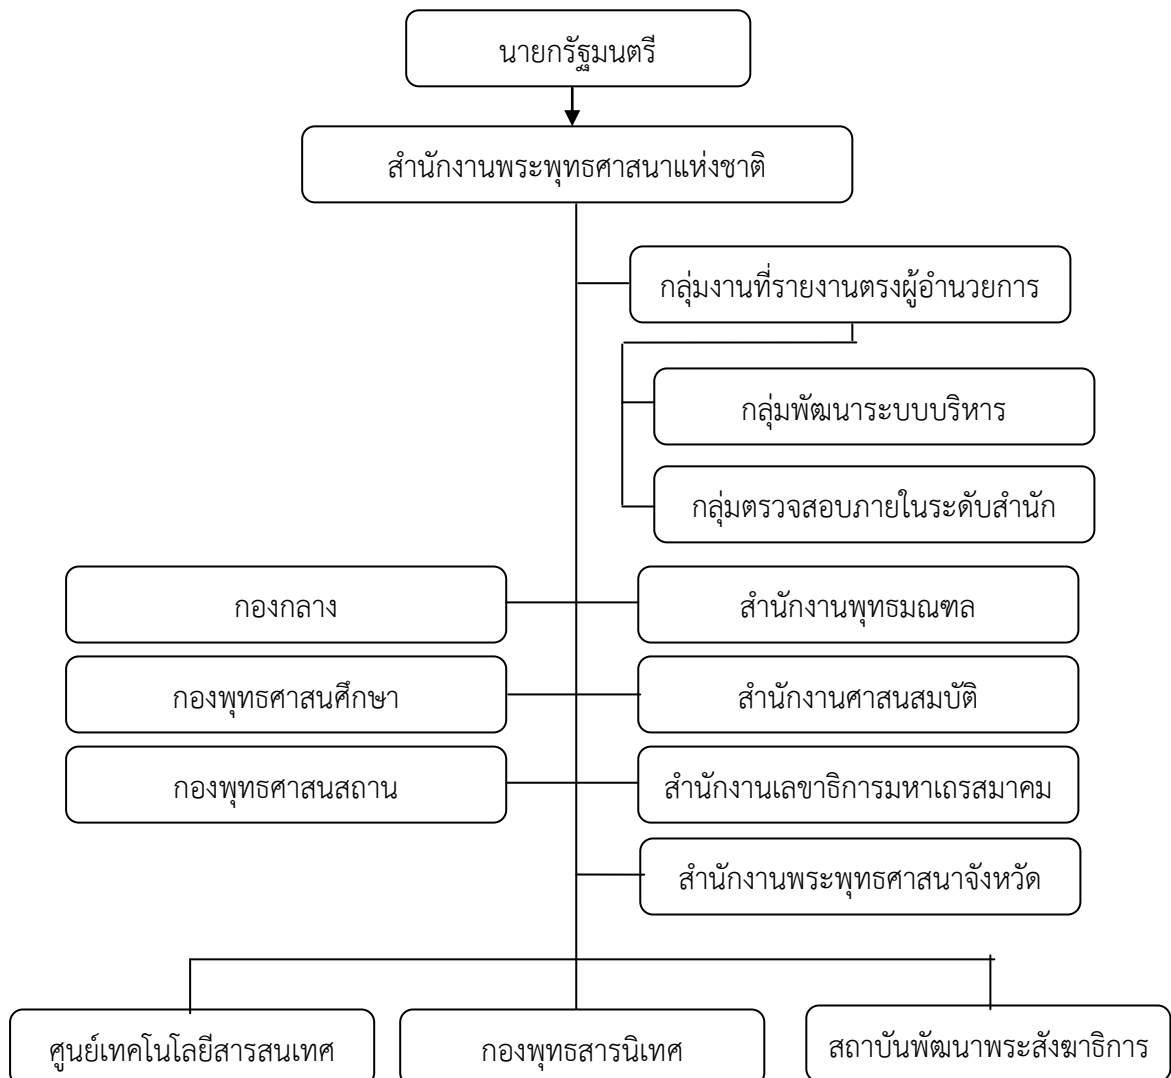 นายกรัฐมนตรี
สำนักงานพระพุทธศาสนาแห่งชาติ
กลุ่มงานที่รายงานตรงผู้อำนวยการ
กลุ่มพัฒนาระบบบริหาร
กลุ่มตรวจสอบภายในระดับสำนัก
กองกลาง
สำนักงานพุทธมณฑล
กองพุทธศาสนศึกษา
สำนักงานศาสนสมบัติ
กองพุทธศาสนสถาน
สำนักงานเลขาธิการมหาเถรสมาคม
สำนักงานพระพุทธศาสนาจังหวัด
ศูนย์เทคโนโลยีสารสนเทศ
กองพุทธสารนิเทศ
สถาบันพัฒนาพระสังฆาธิการ